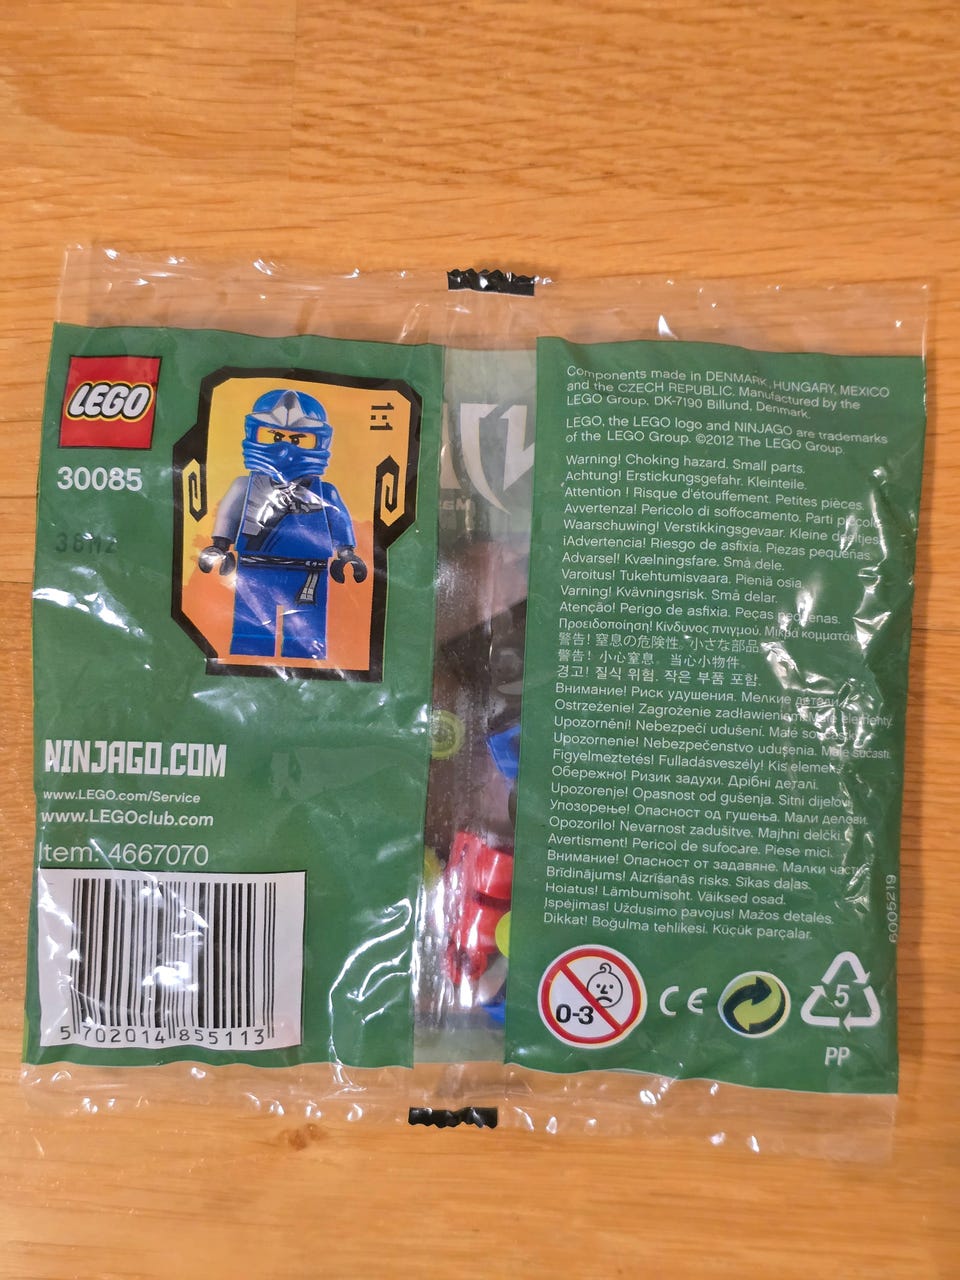 LEGO
30085
38M2
1:1
NINJAGO.COM
www.LEGO.com/Service
www.LEGOclub.com
Item: 4667070
5 702014 855113
Components made in DENMARK, HUNGARY, MEXICO
and the CZECH REPUBLIC. Manufactured by the
LEGO Group, DK-7190 Billund, Denmark.
LEGO, the LEGO logo and NINJAGO are trademarks
of the LEGO Group. ©2012 The LEGO Group.
Warning! Choking hazard. Small parts.
Achtung! Erstickungsgefahr. Kleinteile.
Attention ! Risque d'étouffement. Petites pièces.
Avvertenza! Pericolo di soffocamento. Parti piccole.
Waarschuwing! Verstikkingsgevaar. Kleine deeltjes.
¡Advertencia! Riesgo de asfixia. Piezas pequeñas.
Advarsel! Kvælningsfare. Små dele.
Varoitus! Tukehtumisvaara. Pieniä osia.
Varning! Kvävningsrisk. Små delar.
Atenção! Perigo de asfixia. Peças pequenas.
Προειδοποίηση! Κίνδυνος πνιγμού. Μικρά κομματάκια
警告! 窒息の危険性。小さな部品
警告! 小心窒息。当心小物件。
경고! 질식 위험. 작은 부품 포함.
Внимание! Риск удушения. Мелкие детали.
Ostrzeżenie! Zagrożenie zadławieniem. Małe elementy.
Upozornění! Nebezpečí udušení. Malé součásti.
Upozornenie! Nebezpečenstvo udusenia. Malé súčasti.
Figyelmeztetés! Fulladásveszély! Kis elemek.
Обережно! Ризик задухи. Дрібні деталі.
Upozorenje! Opasnost od gušenja. Sitni dijelovi.
Упозорење! Опасност од гушења. Мали делови.
Opozorilo! Nevarnost zadušitve. Majhni delčki.
Avertisment! Pericol de sufocare. Piese mici.
Внимание! Опасност от задавяне. Малки части.
Brīdinājums! Aizrīšanās risks. Sīkas daļas.
Hoiatus! Lämbumisoht. Väiksed osad.
Įspėjimas! Uždusimo pavojus! Mažos detalės.
Dikkat! Boğulma tehlikesi. Küçük parçalar.
6005219
0-3
CE
5
PP